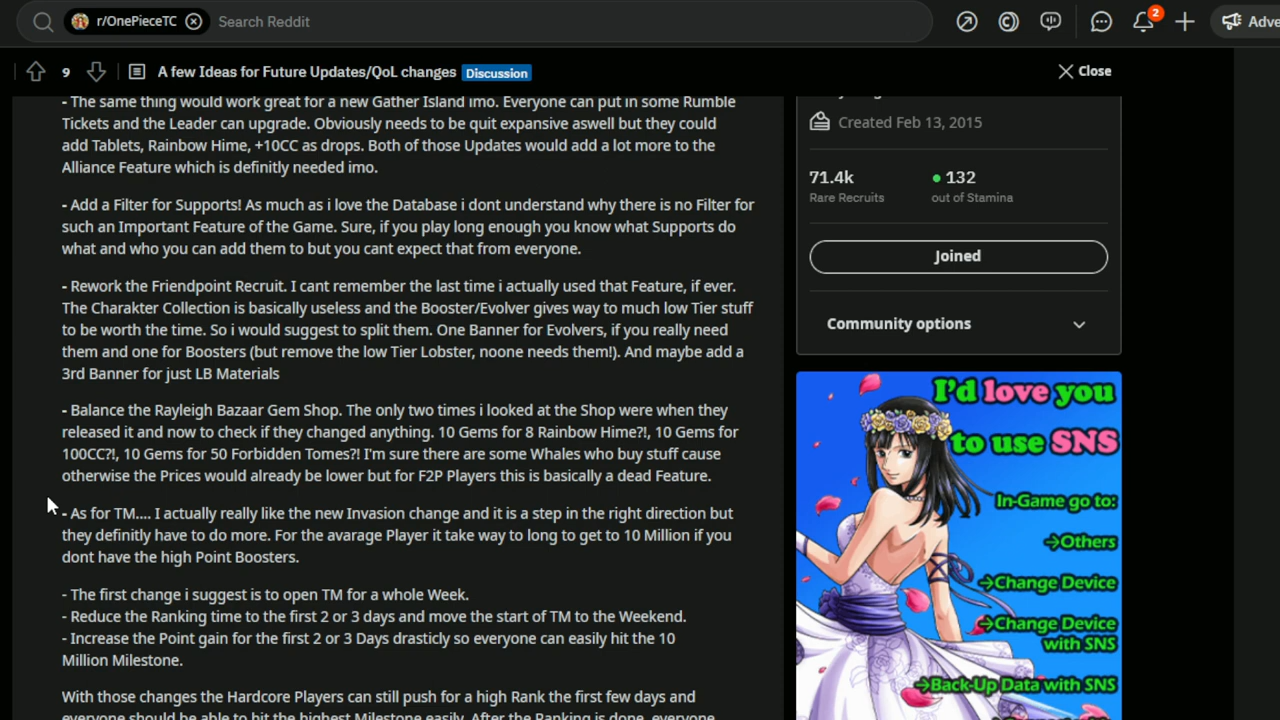 r/OnePieceTC
Search Reddit
2
Adve
9
A few Ideas for Future Updates/QoL changes
Discussion
Close
- The same thing would work great for a new Gather Island imo. Everyone can put in some Rumble
Tickets and the Leader can upgrade. Obviously needs to be quit expansive aswell but they could
add Tablets, Rainbow Hime, +10CC as drops. Both of those Updates would add a lot more to the
Alliance Feature which is definitly needed imo.
- Add a Filter for Supports! As much as i love the Database i dont understand why there is no Filter for
such an Important Feature of the Game. Sure, if you play long enough you know what Supports do
what and who you can add them to but you cant expect that from everyone.
- Rework the Friendpoint Recruit. I cant remember the last time i actually used that Feature, if ever.
The Charakter Collection is basically useless and the Booster/Evolver gives way to much low Tier stuff
to be worth the time. So i would suggest to split them. One Banner for Evolvers, if you really need
them and one for Boosters (but remove the low Tier Lobster, noone needs them!). And maybe add a
3rd Banner for just LB Materials
- Balance the Rayleigh Bazaar Gem Shop. The only two times i looked at the Shop were when they
released it and now to check if they changed anything. 10 Gems for 8 Rainbow Hime?!, 10 Gems for
100CC?!, 10 Gems for 50 Forbidden Tomes?! I'm sure there are some Whales who buy stuff cause
otherwise the Prices would already be lower but for F2P Players this is basically a dead Feature.
- As for TM.... I actually really like the new Invasion change and it is a step in the right direction but
they definitly have to do more. For the avarage Player it take way to long to get to 10 Million if you
dont have the high Point Boosters.
- The first change i suggest is to open TM for a whole Week.
- Reduce the Ranking time to the first 2 or 3 days and move the start of TM to the Weekend.
- Increase the Point gain for the first 2 or 3 Days drasticly so everyone can easily hit the 10
Million Milestone.
With those changes the Hardcore Players can still push for a high Rank the first few days and
everyone should be able to hit the highest Milestone easily. After the Ranking is done, everyone
Created Feb 13, 2015
71.4k
132
Rare Recruits
out of Stamina
Joined
Community options
I'd love you
to use SNS
In-Game go to:
→Others
→Change Device
→Change Device
with SNS
→Back-Up Data with SNS